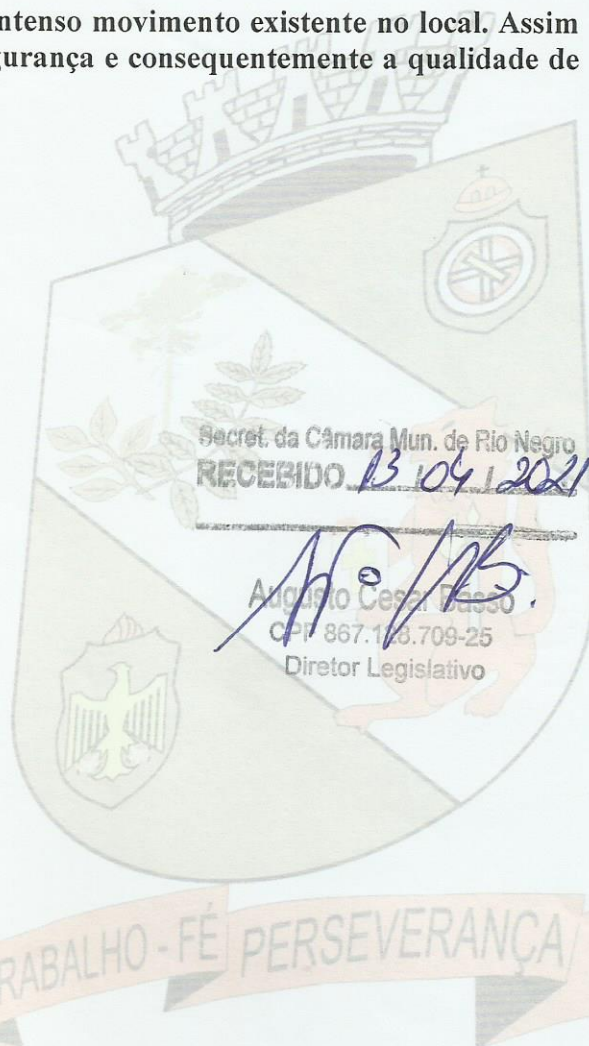 ntenso movimento existente no local. Assim
gurança e consequentemente a qualidade de
Secret. da Câmara Mun. de Rio Negro
RECEBIDO 13 / 04 / 2021
Augusto Cesar Basso
CPF 867.128.709-25
Diretor Legislativo
RABALHO - FÉ PERSEVERANÇA